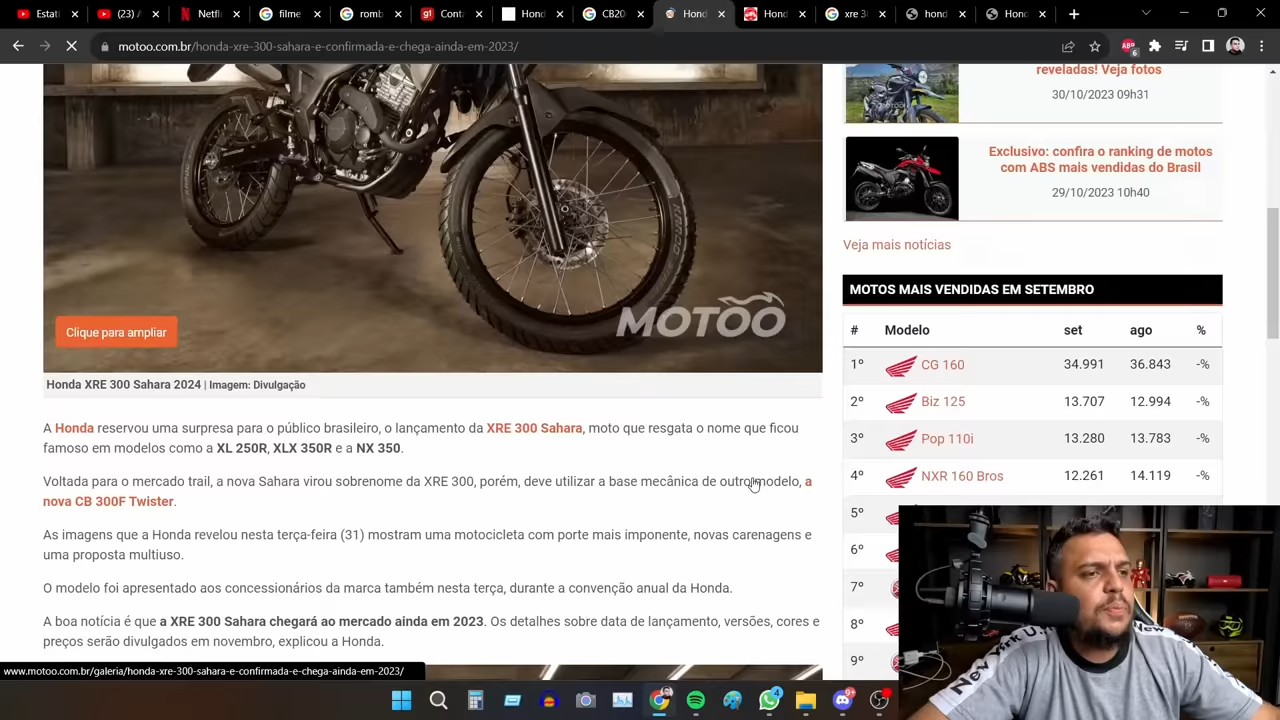 Estati
(23) /
Netfli
filme
romb
g1
Conta
Hond
CB20
Hond
Hond
xre 3
hond
Hond
motoo.com.br/honda-xre-300-sahara-e-confirmada-e-chega-ainda-em-2023/
ABP
6
MOTOO
Clique para ampliar
Honda XRE 300 Sahara 2024 | Imagem: Divulgação
A Honda reservou uma surpresa para o público brasileiro, o lançamento da XRE 300 Sahara, moto que resgata o nome que ficou
famoso em modelos como a XL 250R, XLX 350R e a NX 350.
Voltada para o mercado trail, a nova Sahara virou sobrenome da XRE 300, porém, deve utilizar a base mecânica de outro modelo, a
nova CB 300F Twister.
As imagens que a Honda revelou nesta terça-feira (31) mostram uma motocicleta com porte mais imponente, novas carenagens e
uma proposta multiuso.
O modelo foi apresentado aos concessionários da marca também nesta terça, durante a convenção anual da Honda.
A boa notícia é que a XRE 300 Sahara chegará ao mercado ainda em 2023. Os detalhes sobre data de lançamento, versões, cores e
preços serão divulgados em novembro, explicou a Honda.
reveladas! Veja fotos
30/10/2023 09h31
Exclusivo: confira o ranking de motos
com ABS mais vendidas do Brasil
29/10/2023 10h40
Veja mais notícias
MOTOS MAIS VENDIDAS EM SETEMBRO
# Modelo set ago %
1º CG 160 34.991 36.843 -%
2º Biz 125 13.707 12.994 -%
3º Pop 110i 13.280 13.783 -%
4º NXR 160 Bros 12.261 14.119 -%
5º
6º
7º
8º
9º
www.motoo.com.br/galeria/honda-xre-300-sahara-e-confirmada-e-chega-ainda-em-2023/
4
9+
New York
New